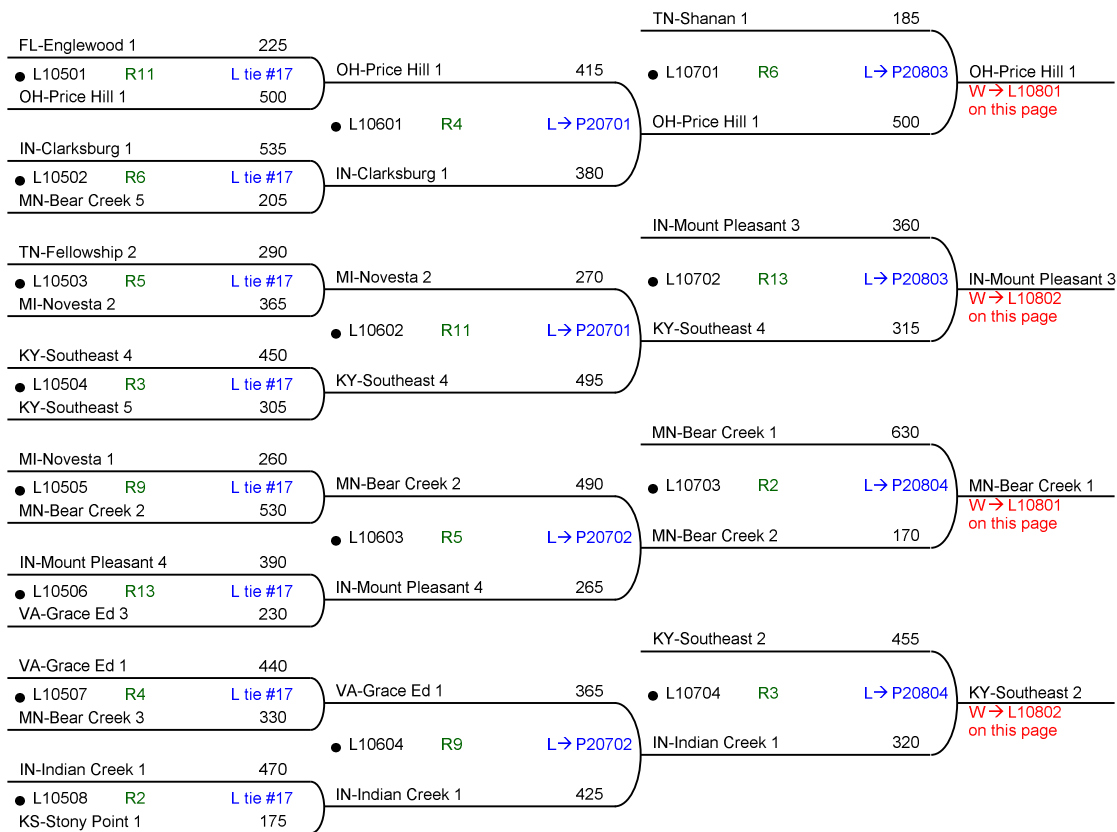 FL-Englewood 1 225
L10501 R11 L tie #17
OH-Price Hill 1 500
IN-Clarksburg 1 535
L10502 R6 L tie #17
MN-Bear Creek 5 205
TN-Fellowship 2 290
L10503 R5 L tie #17
MI-Novesta 2 365
KY-Southeast 4 450
L10504 R3 L tie #17
KY-Southeast 5 305
MI-Novesta 1 260
L10505 R9 L tie #17
MN-Bear Creek 2 530
IN-Mount Pleasant 4 390
L10506 R13 L tie #17
VA-Grace Ed 3 230
VA-Grace Ed 1 440
L10507 R4 L tie #17
MN-Bear Creek 3 330
IN-Indian Creek 1 470
L10508 R2 L tie #17
KS-Stony Point 1 175
OH-Price Hill 1 415
L10601 R4 L→ P20701
IN-Clarksburg 1 380
MI-Novesta 2 270
L10602 R11 L→ P20701
KY-Southeast 4 495
MN-Bear Creek 2 490
L10603 R5 L→ P20702
IN-Mount Pleasant 4 265
VA-Grace Ed 1 365
L10604 R9 L→ P20702
IN-Indian Creek 1 425
TN-Shanan 1 185
L10701 R6 L→ P20803
OH-Price Hill 1 500
IN-Mount Pleasant 3 360
L10702 R13 L→ P20803
KY-Southeast 4 315
MN-Bear Creek 1 630
L10703 R2 L→ P20804
MN-Bear Creek 2 170
KY-Southeast 2 455
L10704 R3 L→ P20804
IN-Indian Creek 1 320
OH-Price Hill 1
W→ L10801
on this page
IN-Mount Pleasant 3
W→ L10802
on this page
MN-Bear Creek 1
W→ L10801
on this page
KY-Southeast 2
W→ L10802
on this page